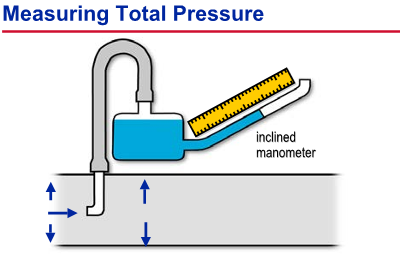 Measuring Total Pressure
inclined
manometer